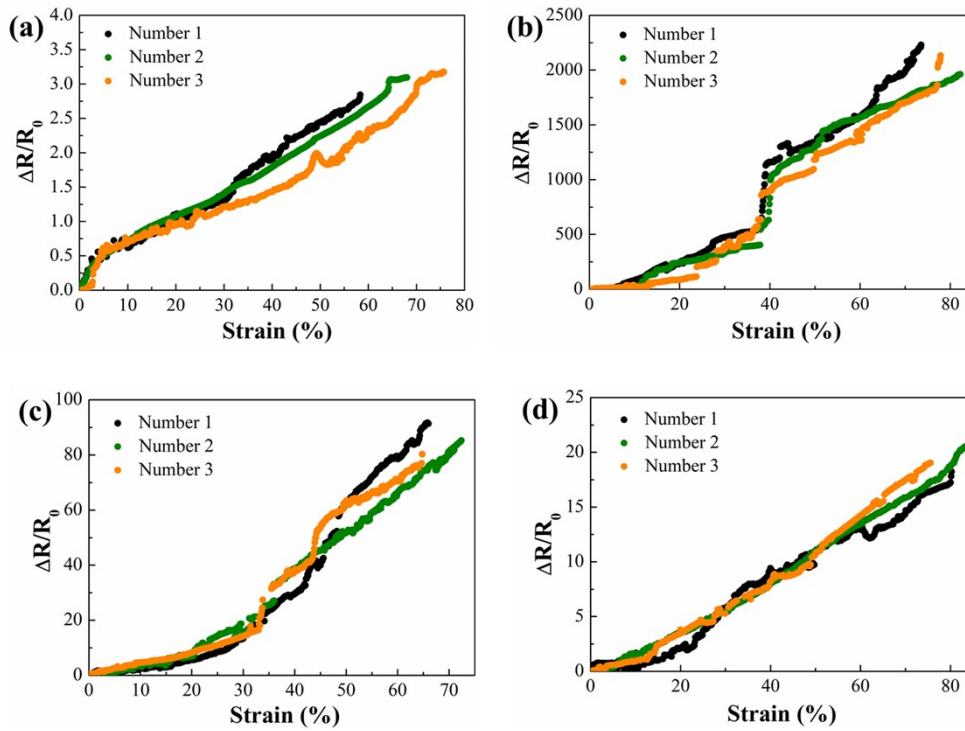 (a)
Number 1
Number 2
Number 3
4.0
3.5
3.0
2.5
2.0
1.5
1.0
0.5
0.0
ΔR/R0
0 10 20 30 40 50 60 70 80
Strain (%)
(b)
Number 1
Number 2
Number 3
2500
2000
1500
1000
500
0
ΔR/R0
0 20 40 60 80
Strain (%)
(c)
Number 1
Number 2
Number 3
100
80
60
40
20
0
ΔR/R0
0 10 20 30 40 50 60 70
Strain (%)
(d)
Number 1
Number 2
Number 3
25
20
15
10
5
0
ΔR/R0
0 20 40 60 80
Strain (%)